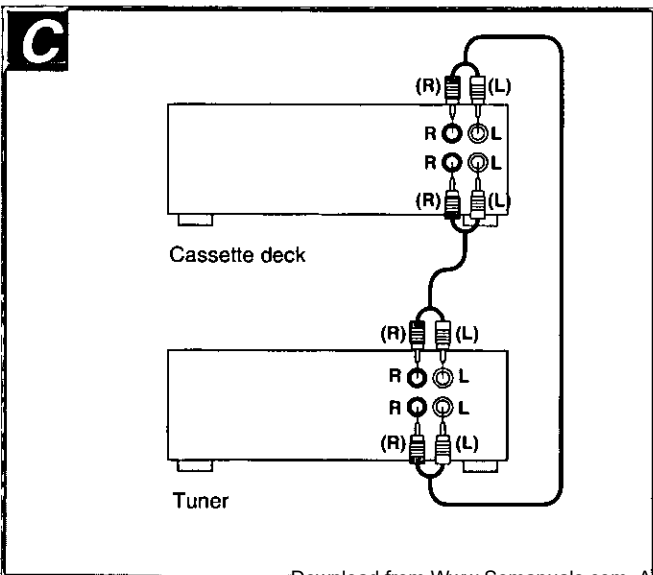 C
(R) (L)
R L
R L
(R) (L)
Cassette deck
(R) (L)
R L
R L
(R) (L)
Tuner